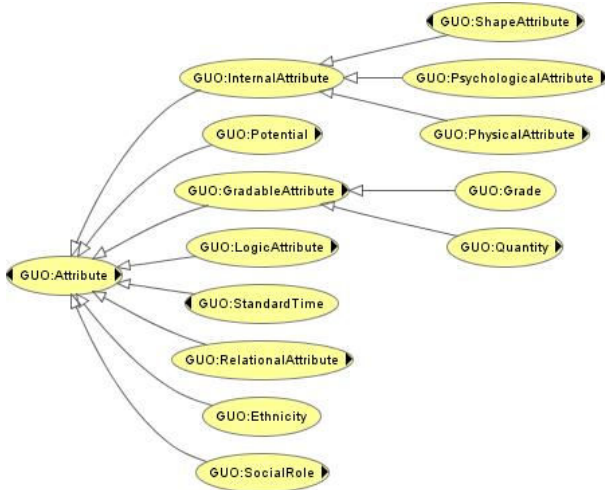 GUO:ShapeAttribute
GUO:InternalAttribute
GUO:PsychologicalAttribute
GUO:Potential
GUO:PhysicalAttribute
GUO:GradableAttribute
GUO:Grade
GUO:LogicAttribute
GUO:Quantity
GUO:Attribute
GUO:StandardTime
GUO:RelationalAttribute
GUO:Ethnicity
GUO:SocialRole